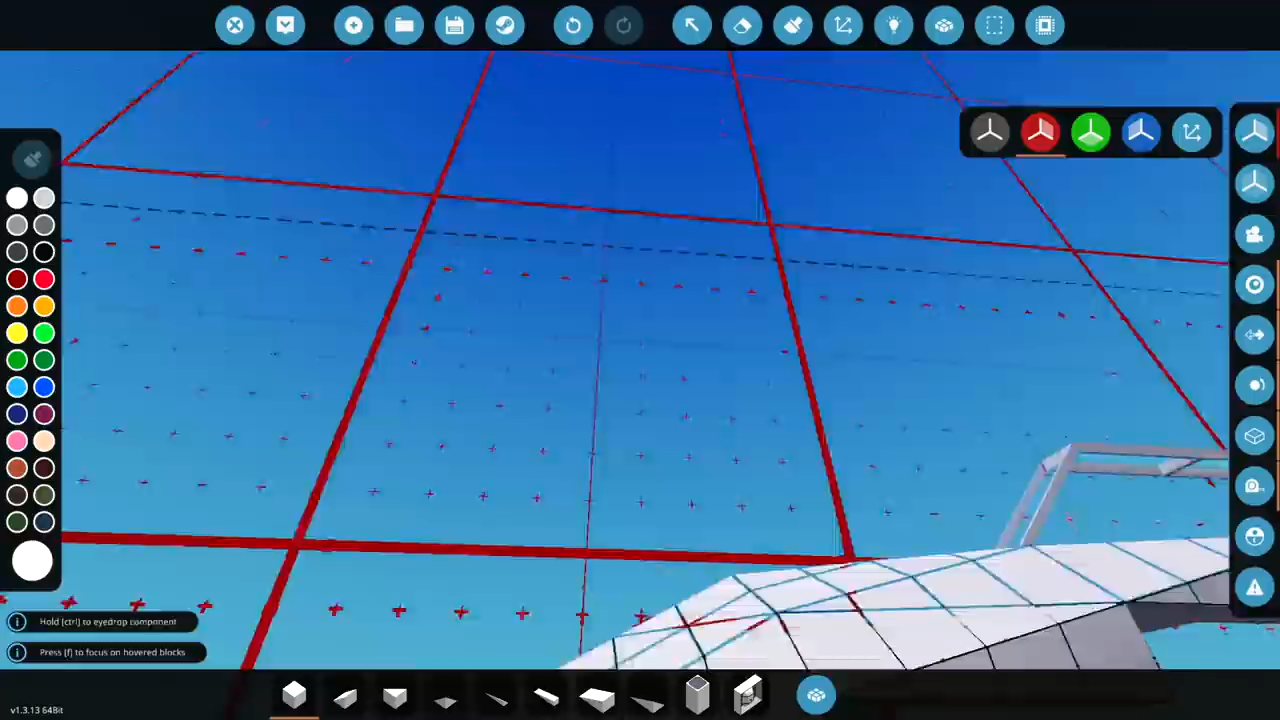 Hold [ctrl] to eyedrop component
Press [f] to focus on hovered blocks
v1.3.13 64Bit